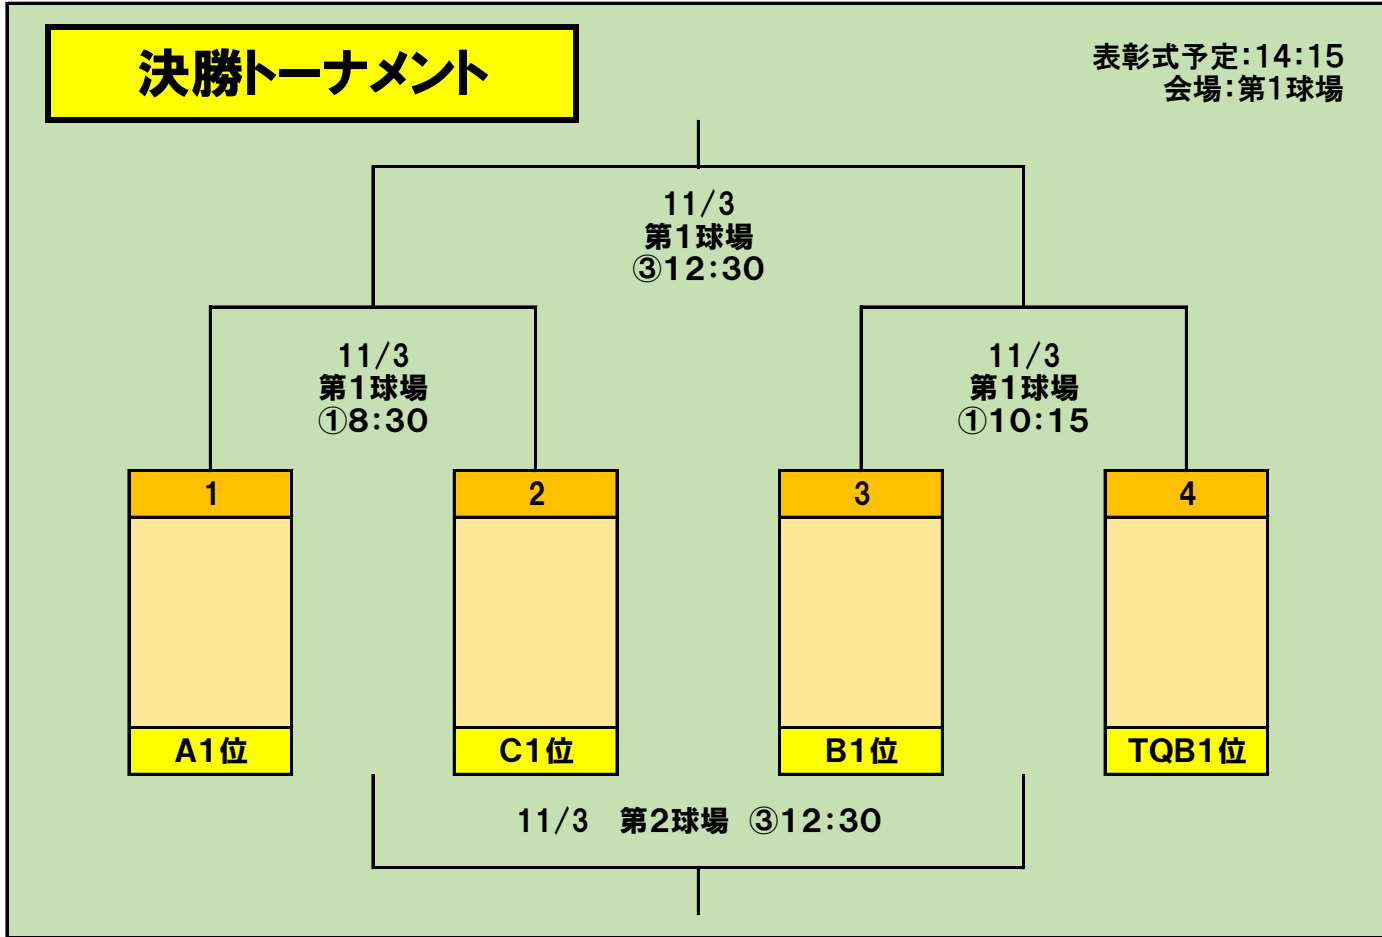 決勝トーナメント
表彰式予定:14:15
会場:第1球場
11/3
第1球場
③12:30
11/3
第1球場
①8:30
11/3
第1球場
①10:15
1
2
3
4
A1位
C1位
B1位
TQB1位
11/3 第2球場 ③12:30